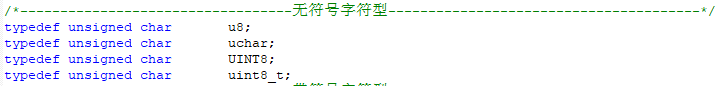 /*----------------------------------无符号字符型---------------------------------------*/
typedef unsigned char       u8;
typedef unsigned char       uchar;
typedef unsigned char       UINT8;
typedef unsigned char       uint8_t;